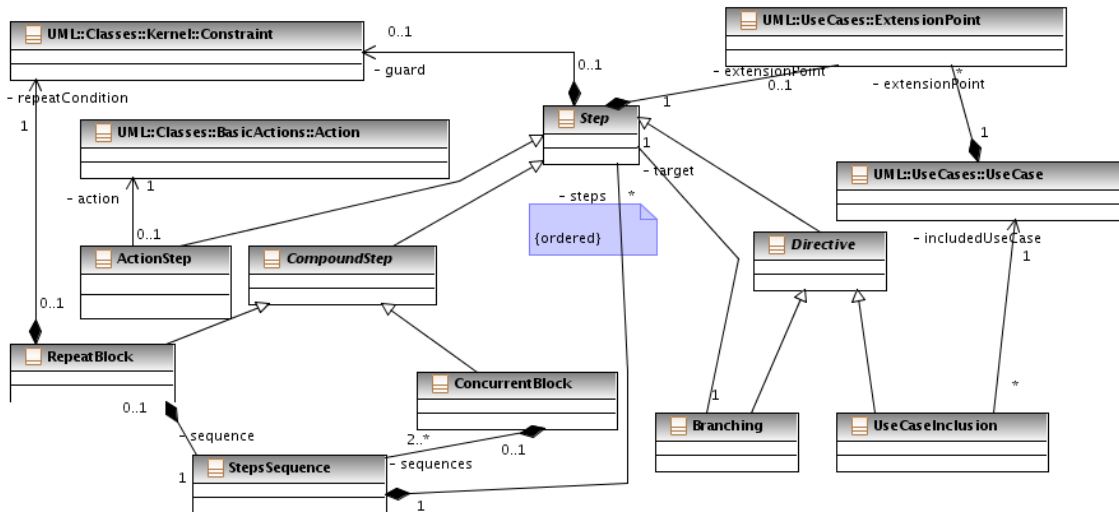 UML::UseCases::ExtensionPoint
UML::Classes::Kernel::Constraint
0..1
– guard
0..1
– extensionPoint
0..1
1
*
– extensionPoint
– repeatCondition
1
Step
UML::Classes::BasicActions::Action
1
– target
1
UML::UseCases::UseCase
– action
1
– steps
*
{ordered}
0..1
Directive
– includedUseCase
1
ActionStep
CompoundStep
0..1
RepeatBlock
ConcurrentBlock
*
0..1
1
Branching
UseCaseInclusion
– sequence
2..*
0..1
– sequences
1
StepsSequence
1